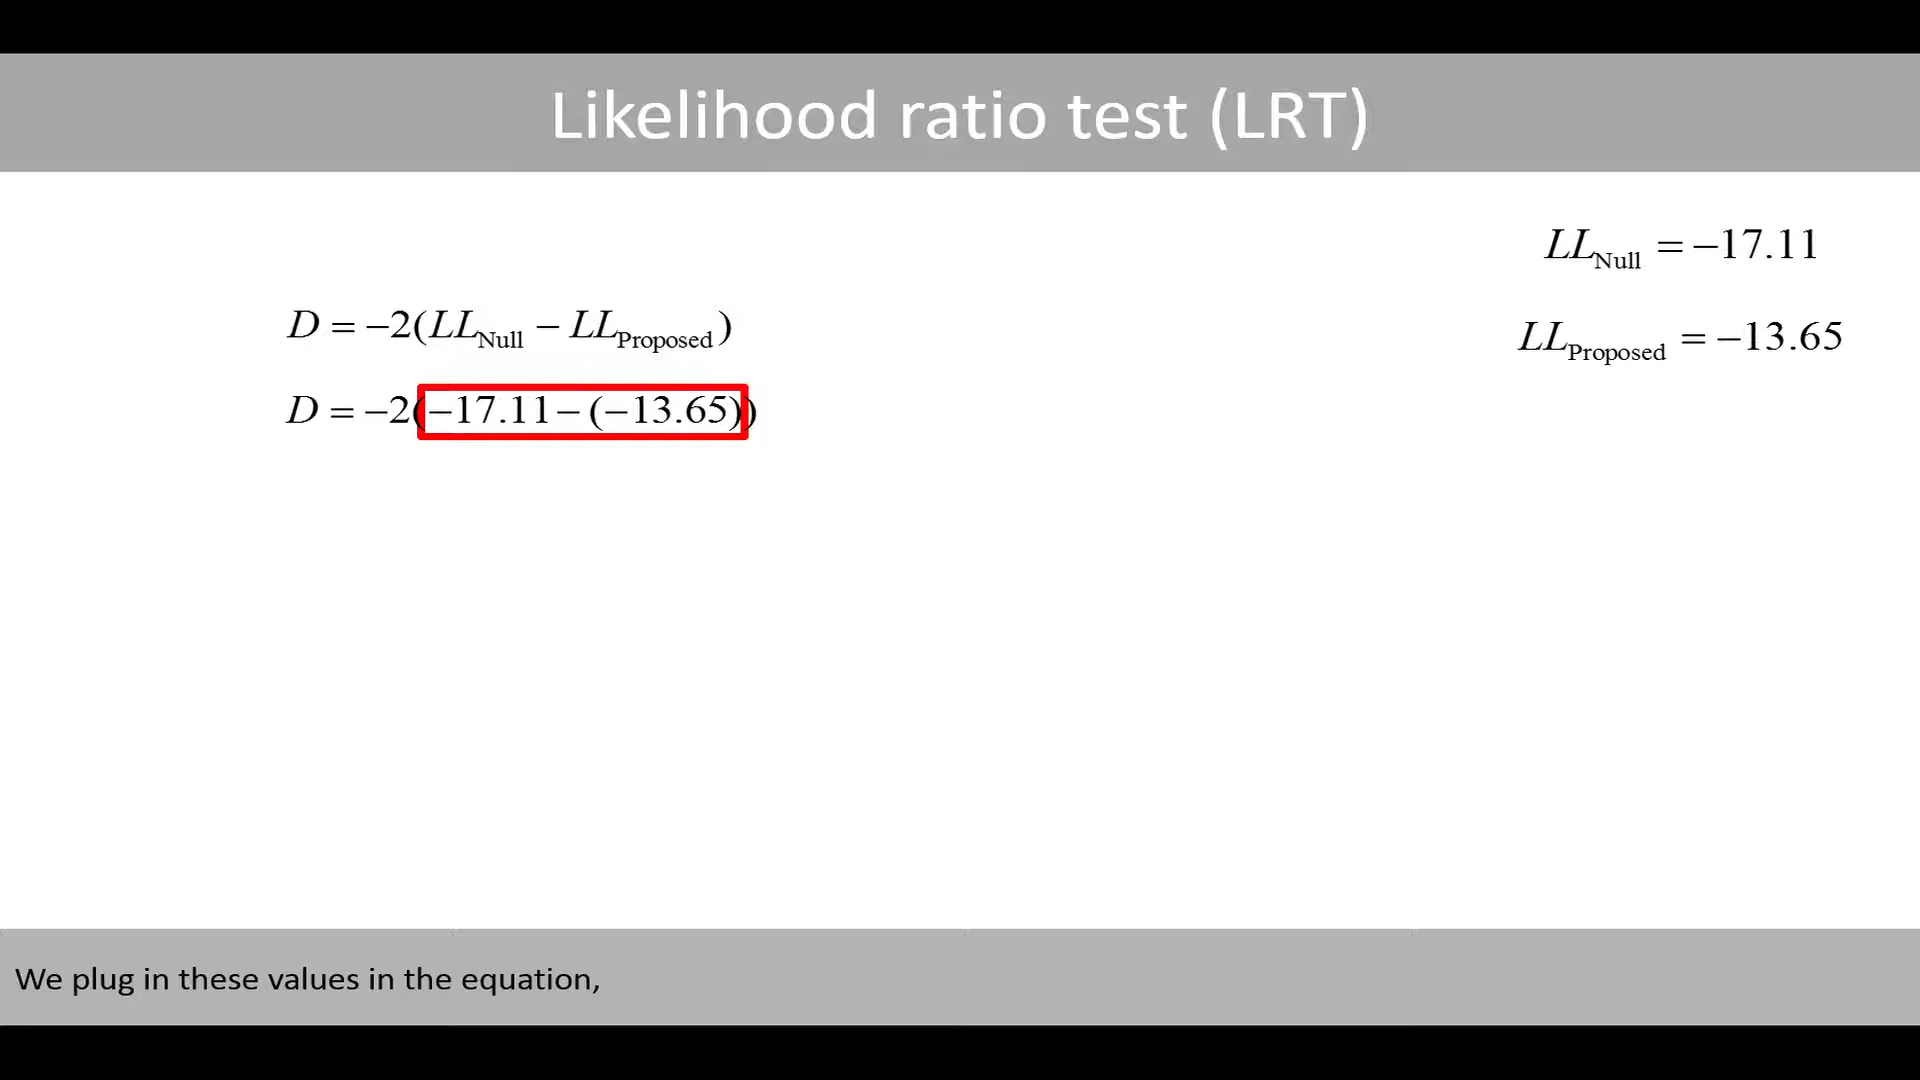 Likelihood ratio test (LRT)
LL_Null = −17.11
D = −2(LL_Null − LL_Proposed)
LL_Proposed = −13.65
D = −2(−17.11 − (−13.65))
We plug in these values in the equation,